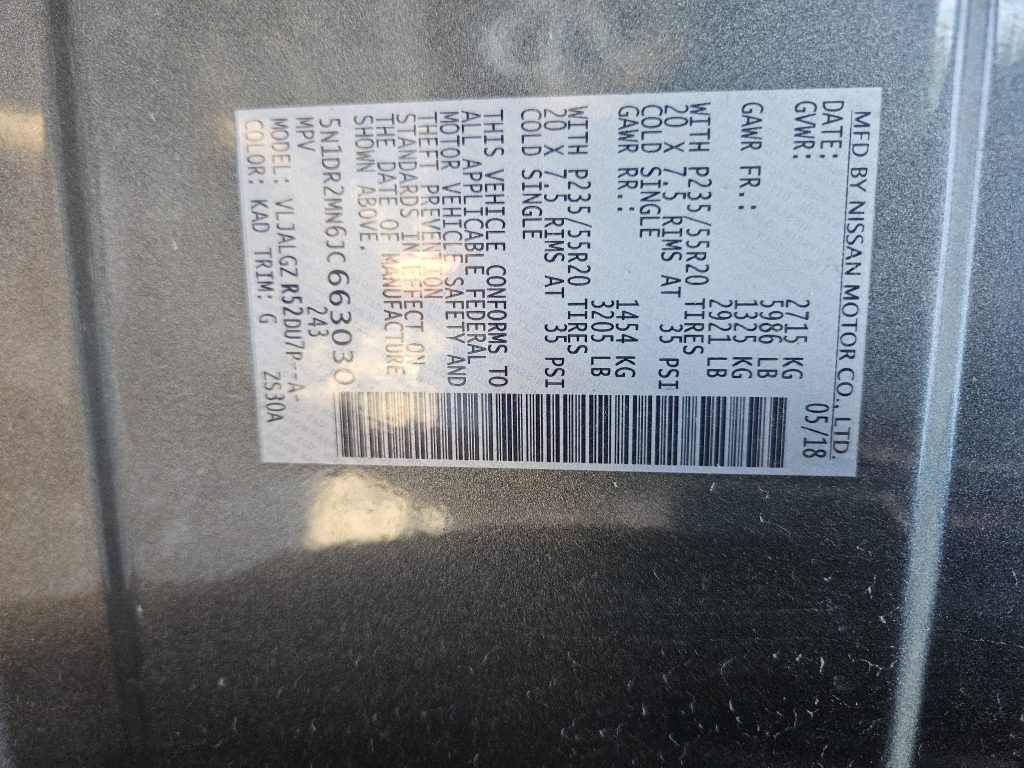 MFD BY NISSAN MOTOR CO., LTD.
DATE: 05/18
GVWR: 2715 KG
5986 LB
GAWR FR.: 1325 KG
2921 LB
WITH P235/55R20 TIRES
20 X 7.5 RIMS AT 35 PSI
COLD SINGLE
GAWR RR.: 1454 KG
3205 LB
WITH P235/55R20 TIRES
20 X 7.5 RIMS AT 35 PSI
COLD SINGLE
THIS VEHICLE CONFORMS TO
ALL APPLICABLE FEDERAL
MOTOR VEHICLE SAFETY AND
THEFT PREVENTION
STANDARDS IN EFFECT ON
THE DATE OF MANUFACTURE
SHOWN ABOVE.
5N1DR2MN6JC663030
MPV 243
MODEL: VLJALGZ R52DU7P--A-
COLOR: KAD TRIM: G ZS30A